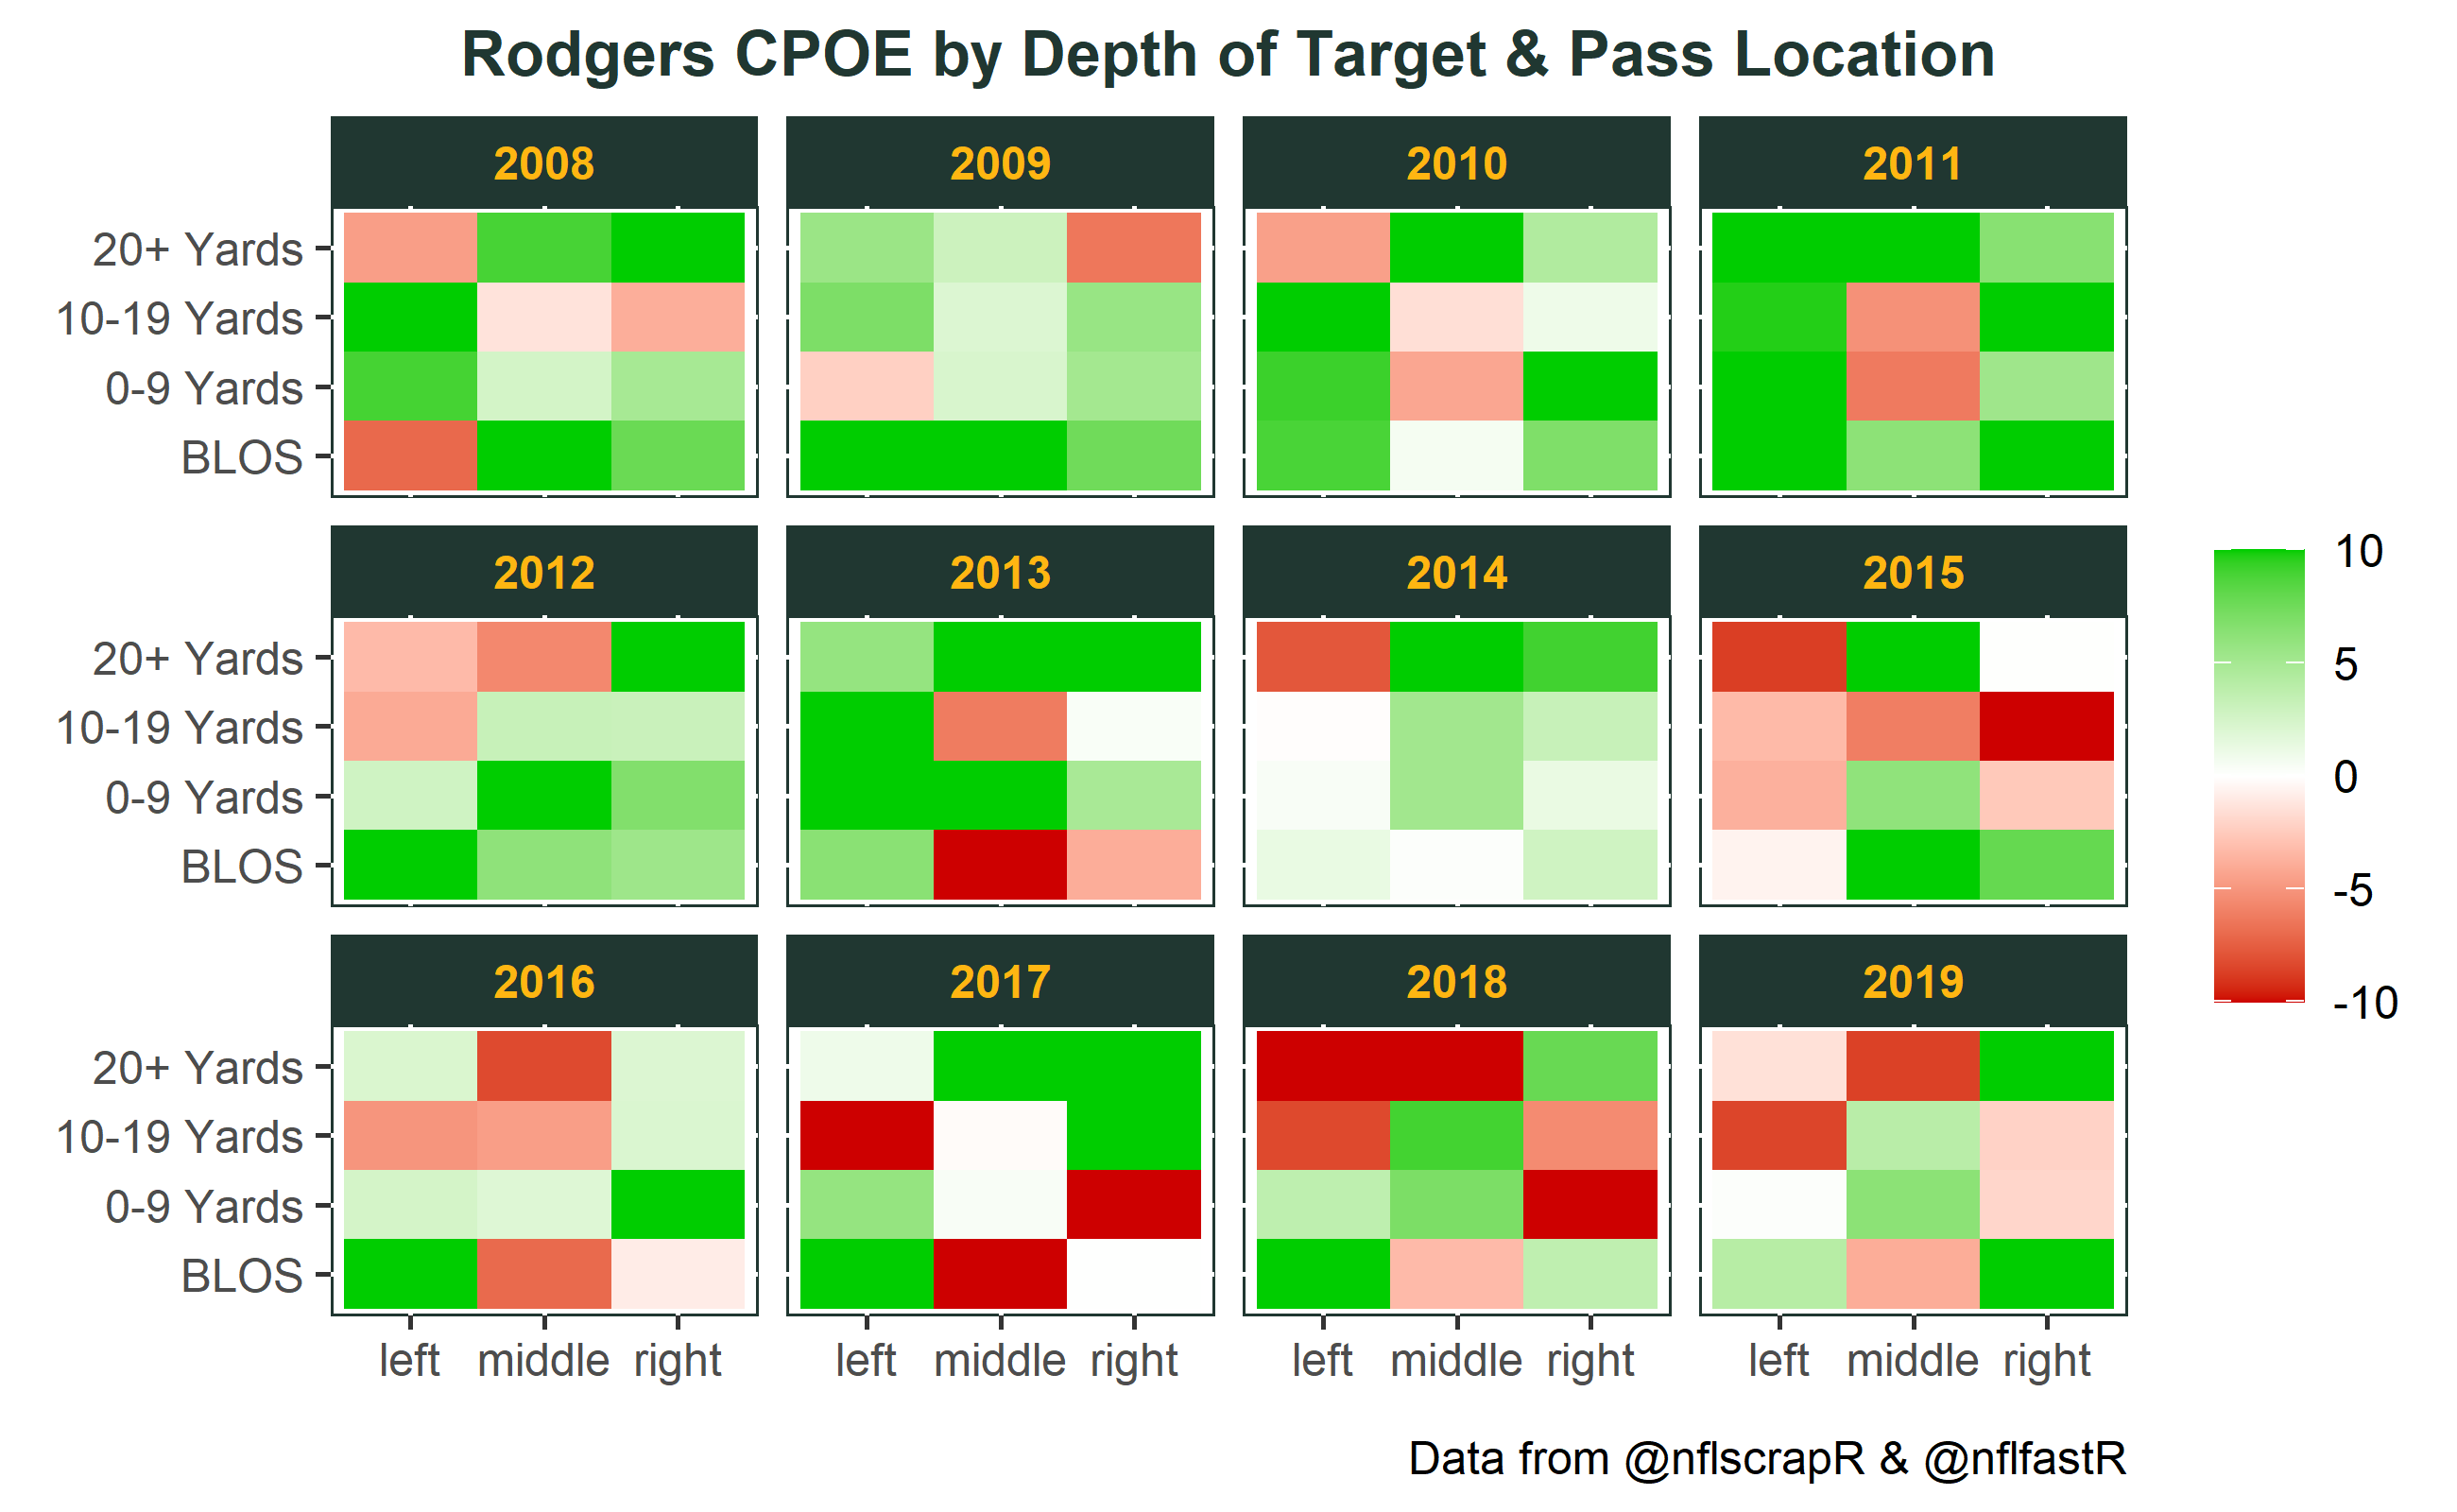 Rodgers CPOE by Depth of Target & Pass Location
2008 2009 2010 2011
20+ Yards
10-19 Yards
0-9 Yards
BLOS
2012 2013 2014 2015
20+ Yards
10-19 Yards
0-9 Yards
BLOS
10
5
0
-5
-10
2016 2017 2018 2019
20+ Yards
10-19 Yards
0-9 Yards
BLOS
left middle right left middle right left middle right left middle right
Data from @nflscrapR & @nflfastR